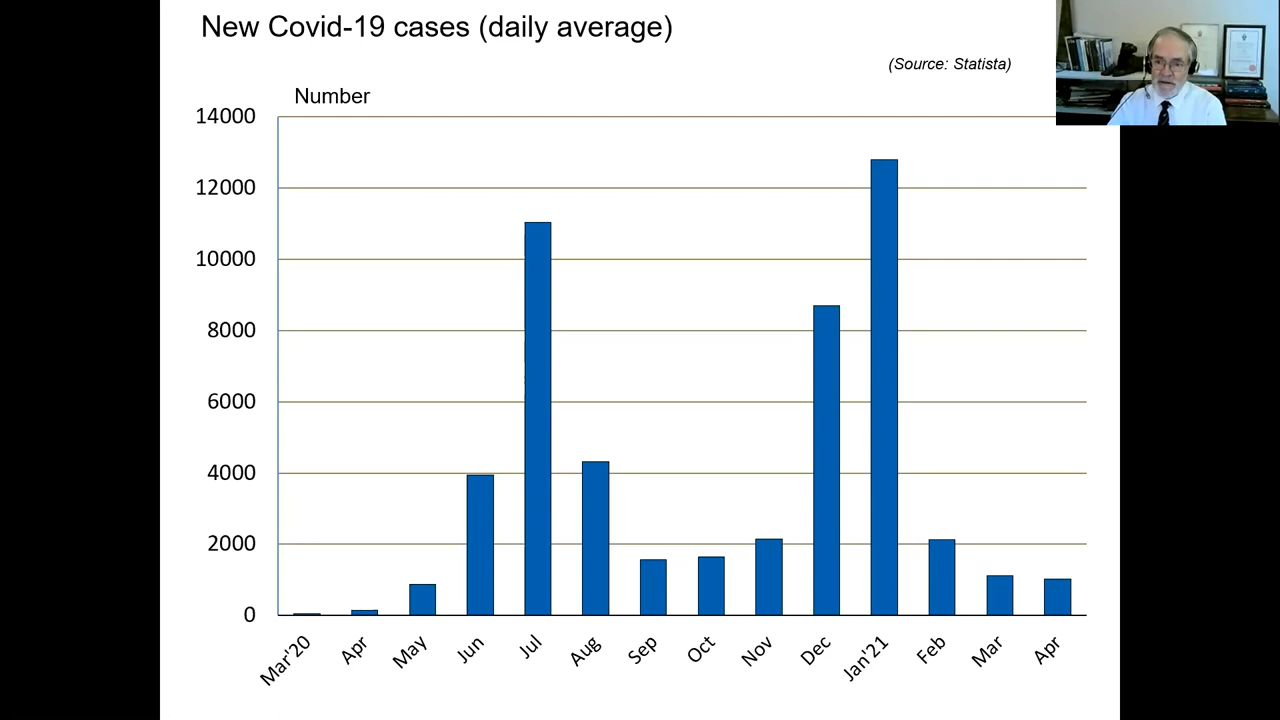 New Covid-19 cases (daily average)
(Source: Statista)
Number
14000
12000
10000
8000
6000
4000
2000
0
Mar'20 Apr May Jun Jul Aug Sep Oct Nov Dec Jan'21 Feb Mar Apr